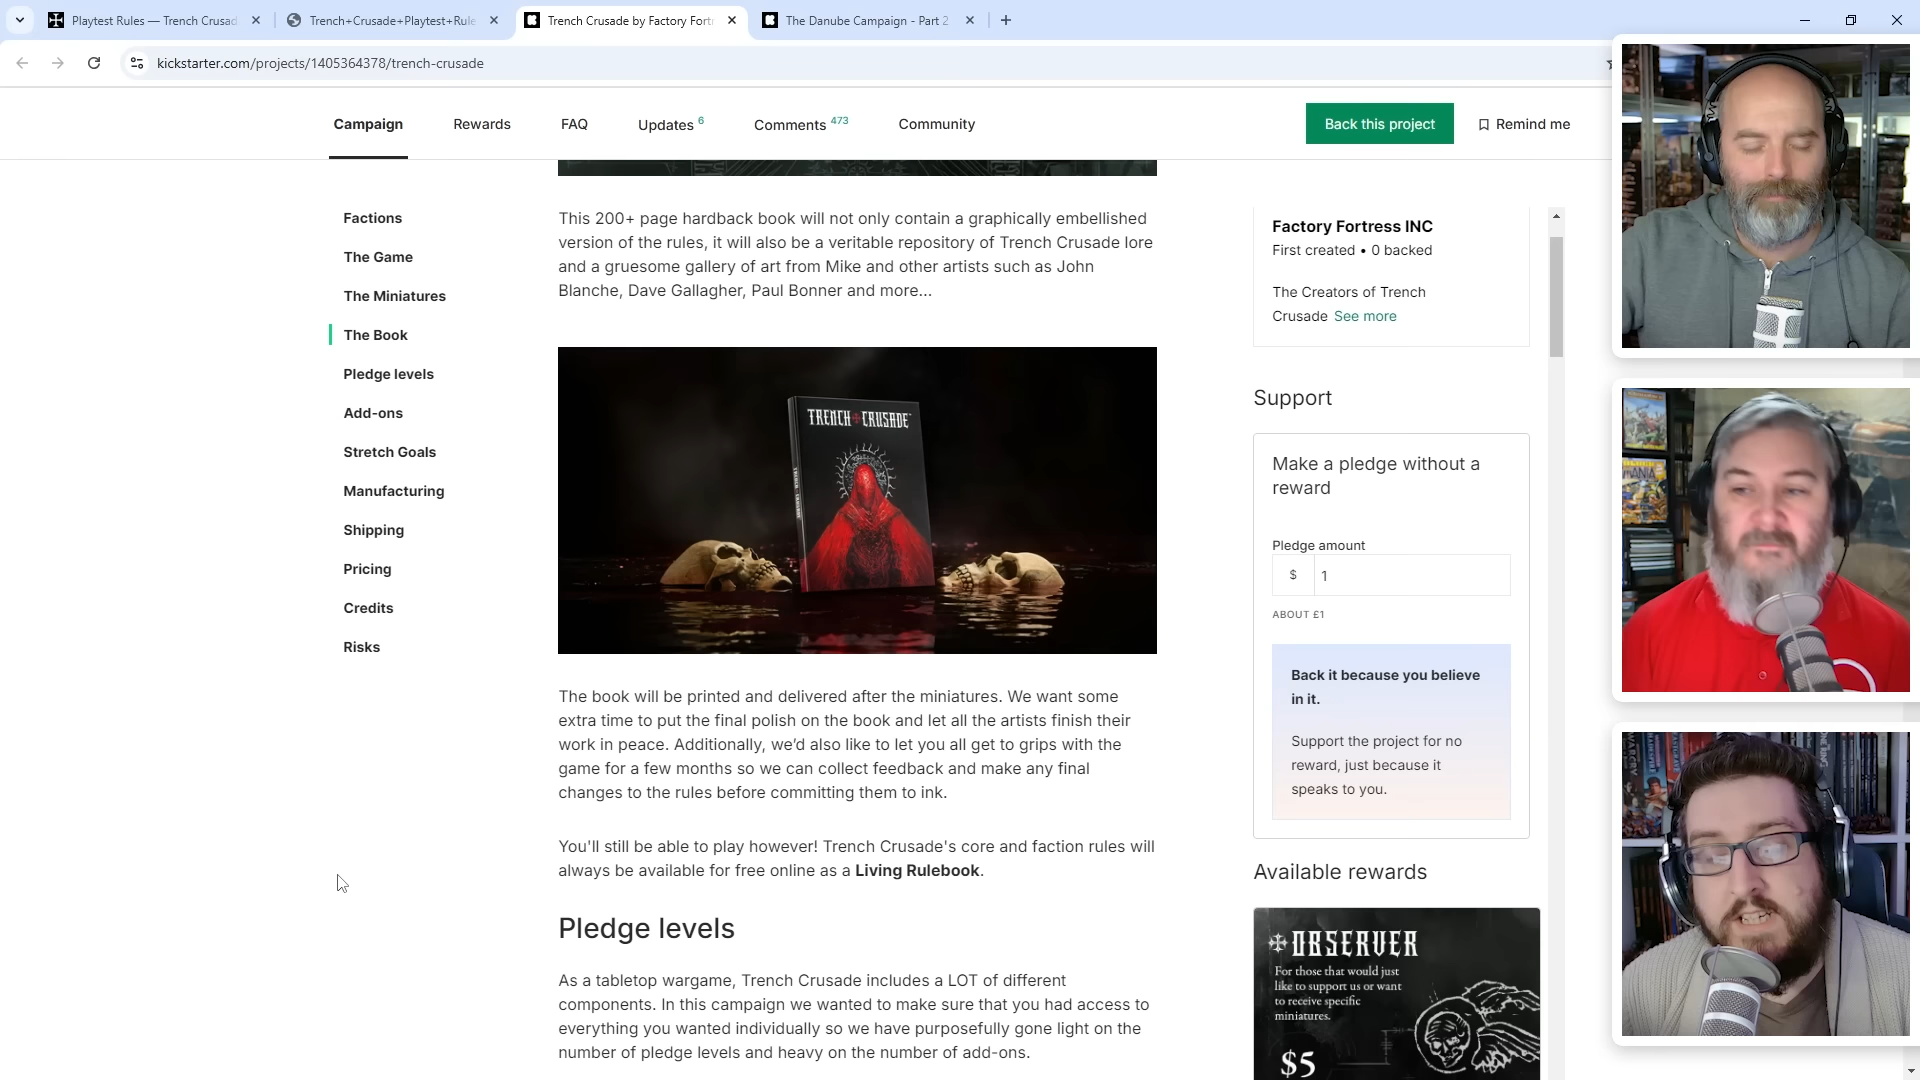 Playtest Rules — Trench Crusad
Trench+Crusade+Playtest+Rule
Trench Crusade by Factory Fortr
The Danube Campaign - Part 2
kickstarter.com/projects/1405364378/trench-crusade
Campaign
Rewards
FAQ
Updates 6
Comments 473
Community
Back this project
Remind me
Factions
The Game
The Miniatures
The Book
Pledge levels
Add-ons
Stretch Goals
Manufacturing
Shipping
Pricing
Credits
Risks
This 200+ page hardback book will not only contain a graphically embellished
version of the rules, it will also be a veritable repository of Trench Crusade lore
and a gruesome gallery of art from Mike and other artists such as John
Blanche, Dave Gallagher, Paul Bonner and more...
TRENCH CRUSADE
The book will be printed and delivered after the miniatures. We want some
extra time to put the final polish on the book and let all the artists finish their
work in peace. Additionally, we’d also like to let you all get to grips with the
game for a few months so we can collect feedback and make any final
changes to the rules before committing them to ink.
You'll still be able to play however! Trench Crusade's core and faction rules will
always be available for free online as a Living Rulebook.
Pledge levels
As a tabletop wargame, Trench Crusade includes a LOT of different
components. In this campaign we wanted to make sure that you had access to
everything you wanted individually so we have purposefully gone light on the
number of pledge levels and heavy on the number of add-ons.
Factory Fortress INC
First created • 0 backed
The Creators of Trench
Crusade See more
Support
Make a pledge without a
reward
Pledge amount
$ 1
ABOUT £1
Back it because you believe
in it.
Support the project for no
reward, just because it
speaks to you.
Available rewards
OBSERVER
For those that would just
like to support us or want
to receive specific
miniatures.
$5